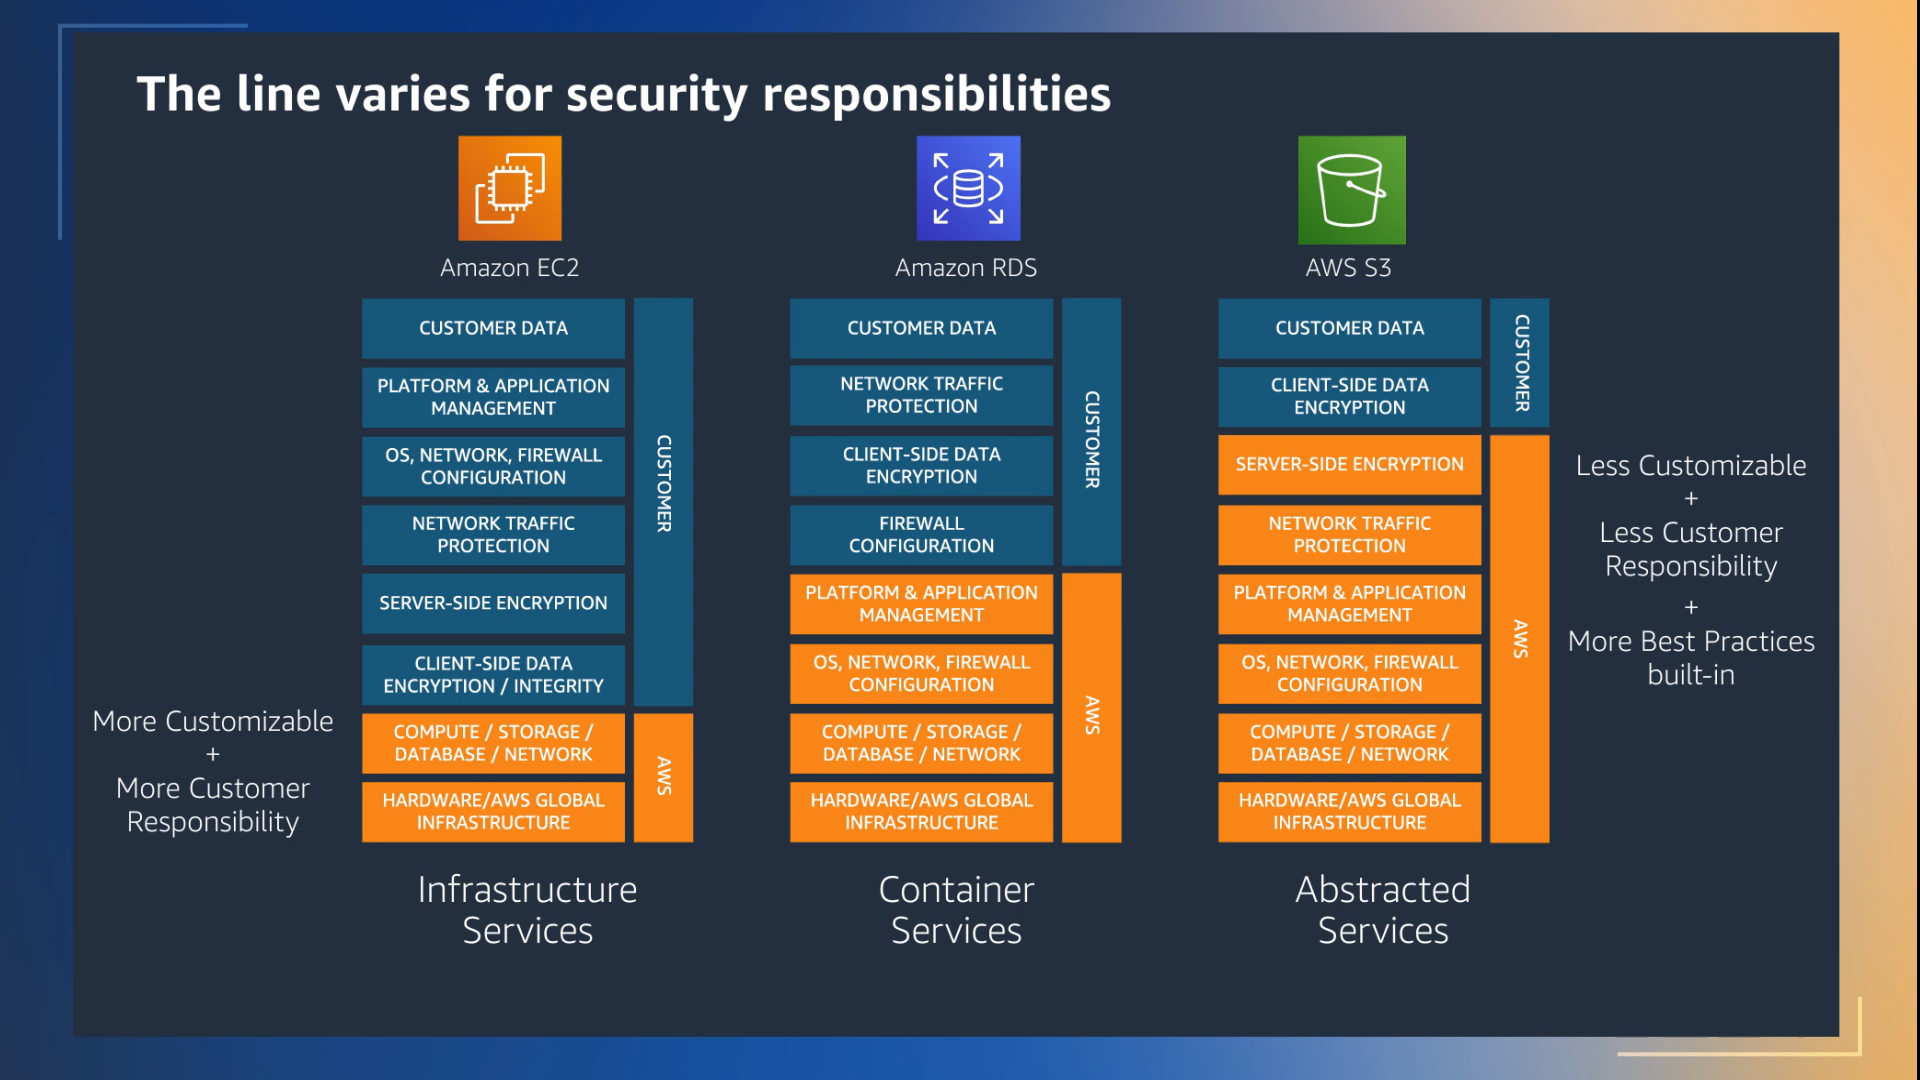 The line varies for security responsibilities
Amazon EC2
CUSTOMER DATA
PLATFORM & APPLICATION
MANAGEMENT
OS, NETWORK, FIREWALL
CONFIGURATION
NETWORK TRAFFIC
PROTECTION
SERVER-SIDE ENCRYPTION
CLIENT-SIDE DATA
ENCRYPTION / INTEGRITY
COMPUTE / STORAGE /
DATABASE / NETWORK
HARDWARE/AWS GLOBAL
INFRASTRUCTURE
CUSTOMER
AWS
More Customizable
+
More Customer
Responsibility
Infrastructure
Services
Amazon RDS
CUSTOMER DATA
NETWORK TRAFFIC
PROTECTION
CLIENT-SIDE DATA
ENCRYPTION
FIREWALL
CONFIGURATION
PLATFORM & APPLICATION
MANAGEMENT
OS, NETWORK, FIREWALL
CONFIGURATION
COMPUTE / STORAGE /
DATABASE / NETWORK
HARDWARE/AWS GLOBAL
INFRASTRUCTURE
CUSTOMER
AWS
Container
Services
AWS S3
CUSTOMER DATA
CLIENT-SIDE DATA
ENCRYPTION
SERVER-SIDE ENCRYPTION
NETWORK TRAFFIC
PROTECTION
PLATFORM & APPLICATION
MANAGEMENT
OS, NETWORK, FIREWALL
CONFIGURATION
COMPUTE / STORAGE /
DATABASE / NETWORK
HARDWARE/AWS GLOBAL
INFRASTRUCTURE
CUSTOMER
AWS
Abstracted
Services
Less Customizable
+
Less Customer
Responsibility
+
More Best Practices
built-in